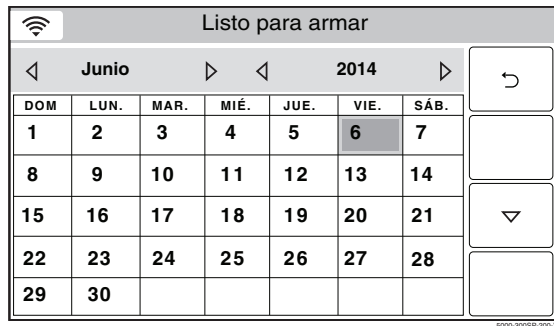 Listo para armar
Junio 2014
DOM LUN. MAR. MIÉ. JUE. VIE. SÁB.
1 2 3 4 5 6 7
8 9 10 11 12 13 14
15 16 17 18 19 20 21
22 23 24 25 26 27 28
29 30